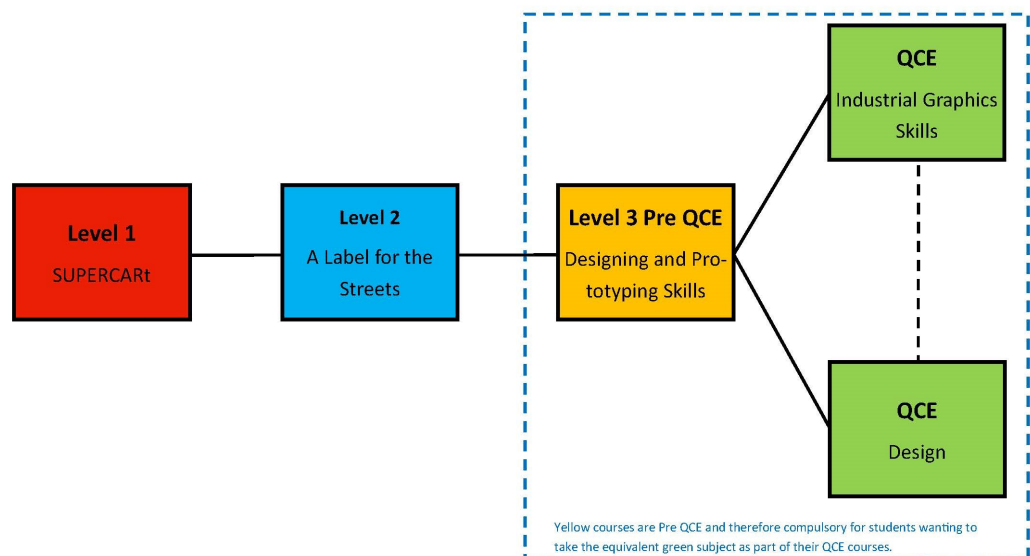 Level 1
SUPERCARt
Level 2
A Label for the
Streets
Level 3 Pre QCE
Designing and Pro-
totyping Skills
QCE
Industrial Graphics
Skills
QCE
Design
Yellow courses are Pre QCE and therefore compulsory for students wanting to
take the equivalent green subject as part of their QCE courses.